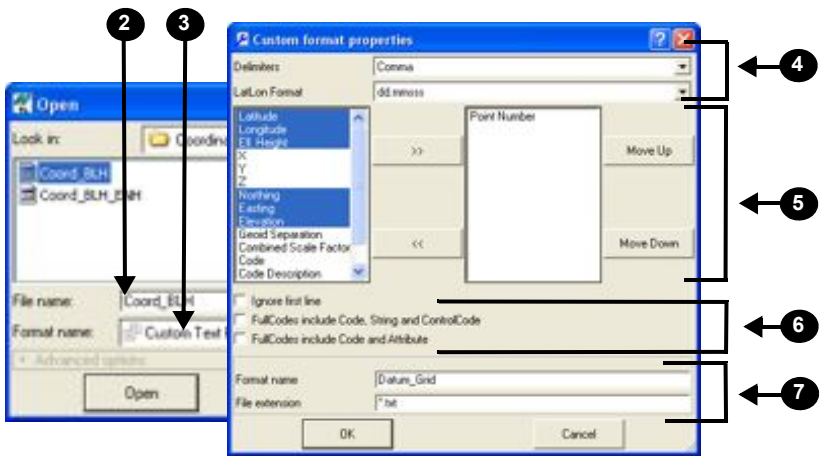 2
3
Custom format properties
Delimiters
Comma
4
LatLon Format
dd.mmsss
Open
Look in:
Coordina
Coord_BLH
Coord_BLH_ENH
File name:
Coord_BLH
Format name:
Custom Text F
Advanced options
Open
Latitude
Longitude
Ell. Height
X
Y
Z
Northing
Easting
Elevation
Geoid Separation
Combined Scale Factor
Code
Code Description
>>
<<
Point Number
Move Up
Move Down
5
Ignore first line
FullCodes include Code, String and ControlCode
FullCodes include Code and Attribute
6
Format name
Datum_Grid
File extension
*.txt
7
OK
Cancel